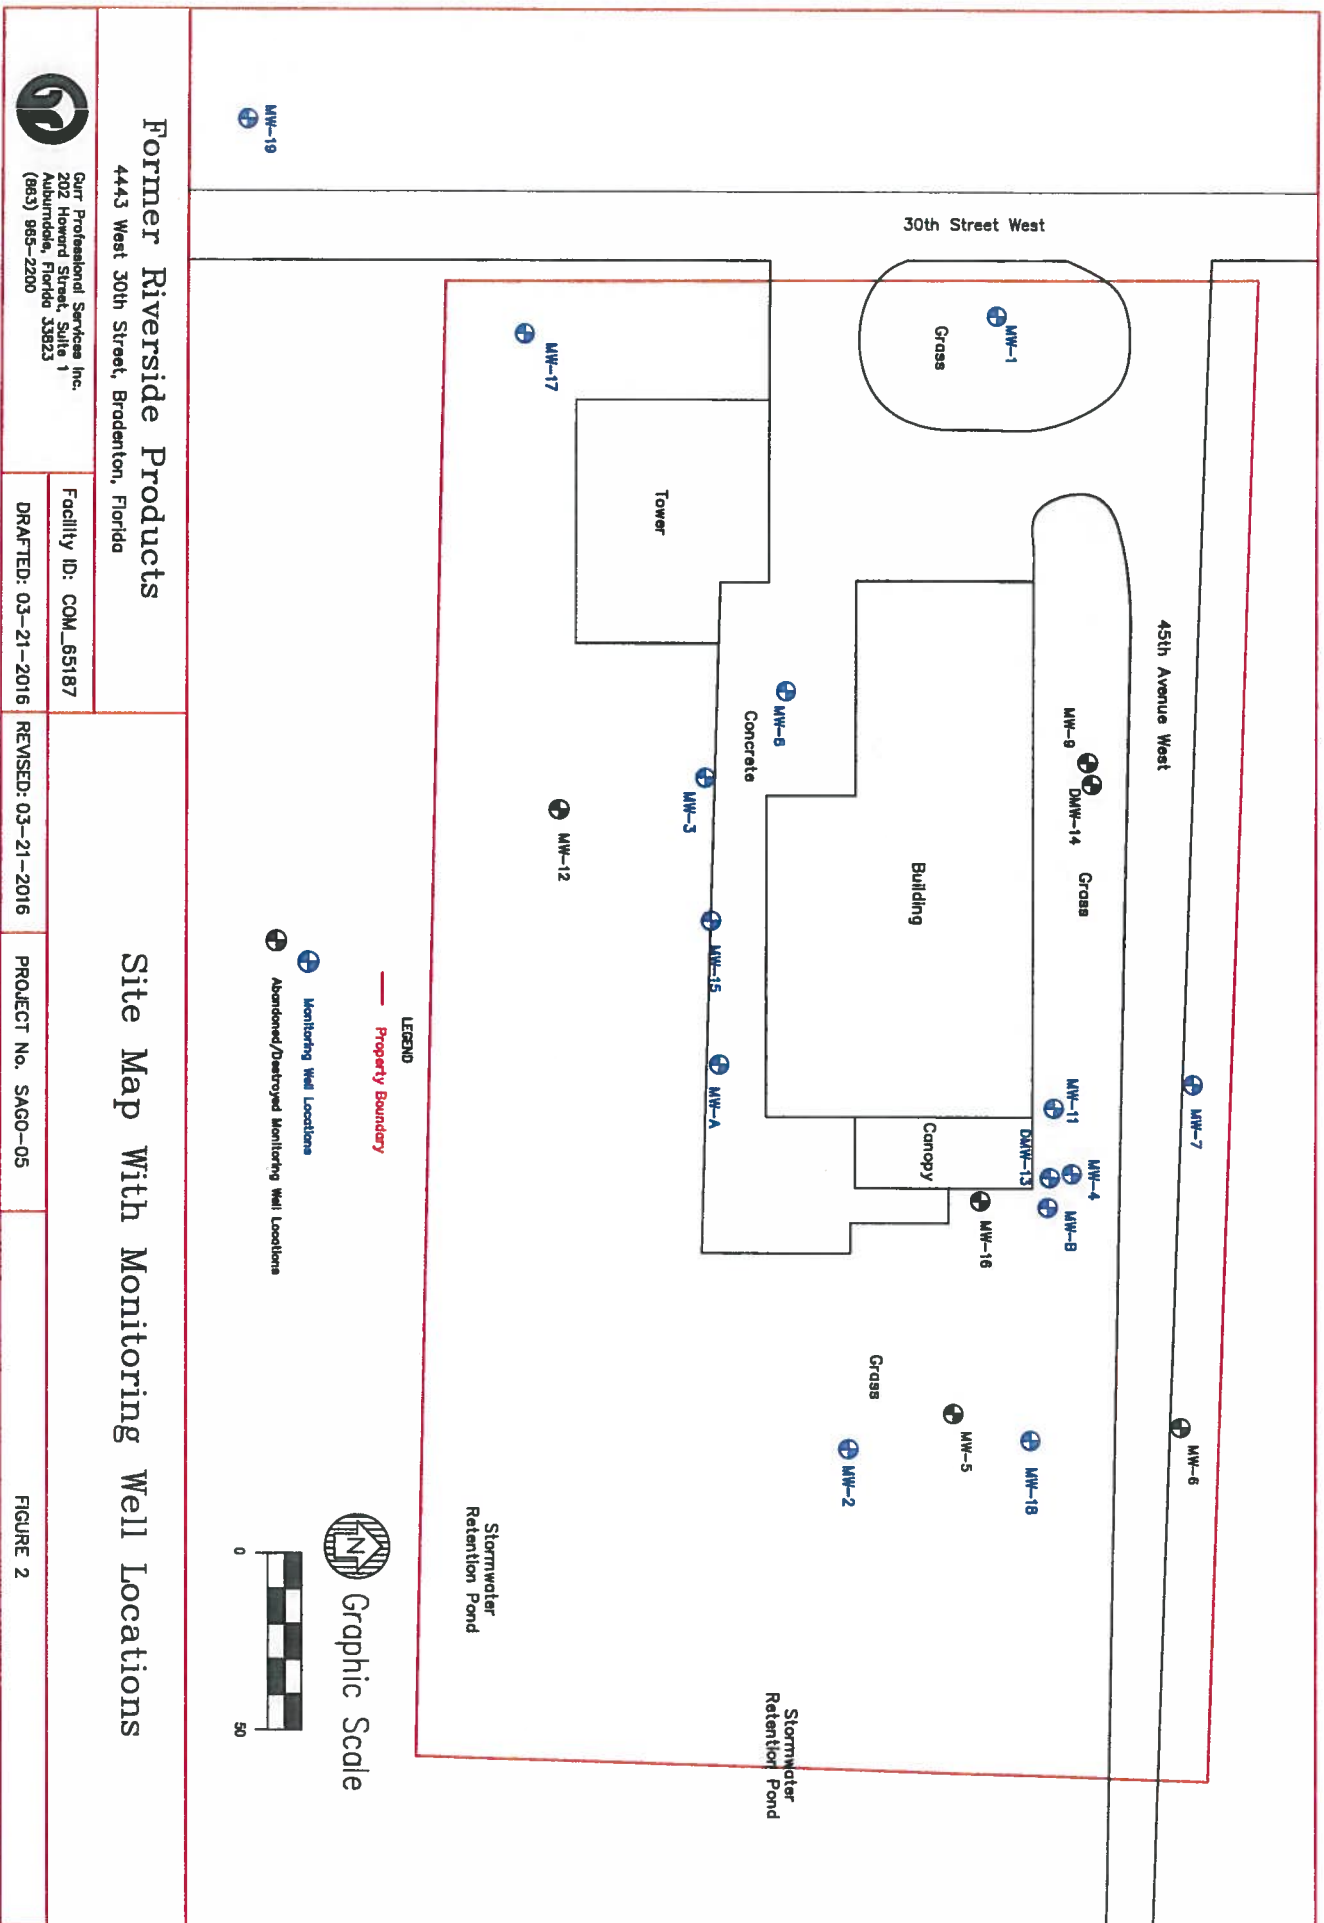 30th Street West
45th Avenue West
MW-19
MW-1
Grass
MW-17
Tower
MW-9
DMW-14
Grass
MW-8
Concrete
MW-3
MW-12
Building
MW-15
MW-A
MW-11
MW-7
Canopy
DMW-13
MW-4
MW-B
MW-16
MW-6
Grass
MW-5
MW-18
MW-2
Stormwater
Retention Pond
Stormwater
Retention Pond
LEGEND
Property Boundary
Monitoring Well Locations
Abandoned/Destroyed Monitoring Well Locations
N
Graphic Scale
0
50
Former Riverside Products
4443 West 30th Street, Bradenton, Florida
Site Map With Monitoring Well Locations
Gurr Professional Services Inc.
202 Howard Street, Suite 1
Auburndale, Florida 33823
(863) 965-2200
Facility ID: COM_65187
DRAFTED: 03-21-2016
REVISED: 03-21-2016
PROJECT No. SAGO-05
FIGURE 2